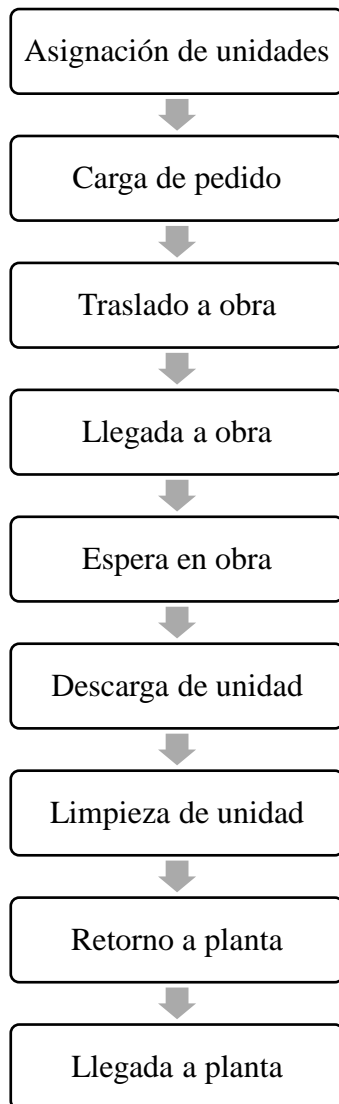 Asignación de unidades
Carga de pedido
Traslado a obra
Llegada a obra
Espera en obra
Descarga de unidad
Limpieza de unidad
Retorno a planta
Llegada a planta